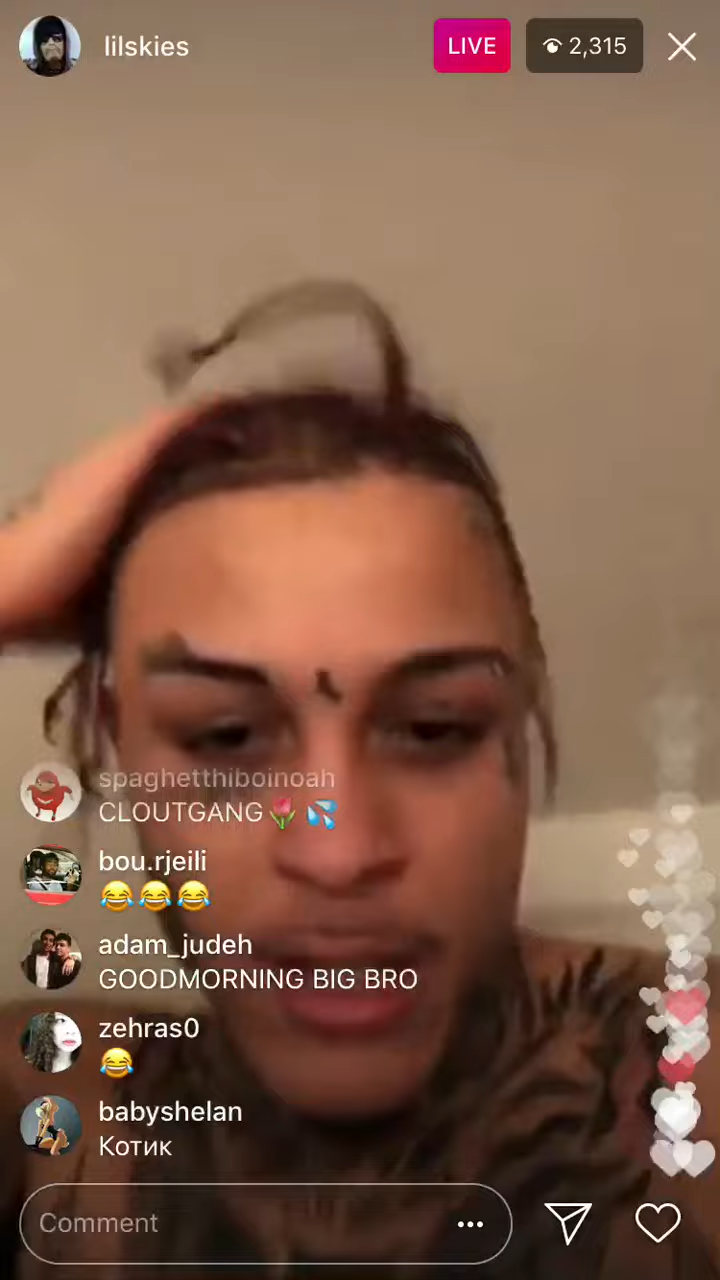 lilskies
LIVE
2,315
spaghetthiboinoah
CLOUTGANG🌷💦
bou.rjeili
😂😂😂
adam_judeh
GOODMORNING BIG BRO
zehras0
😂
babyshelan
Котик
Comment